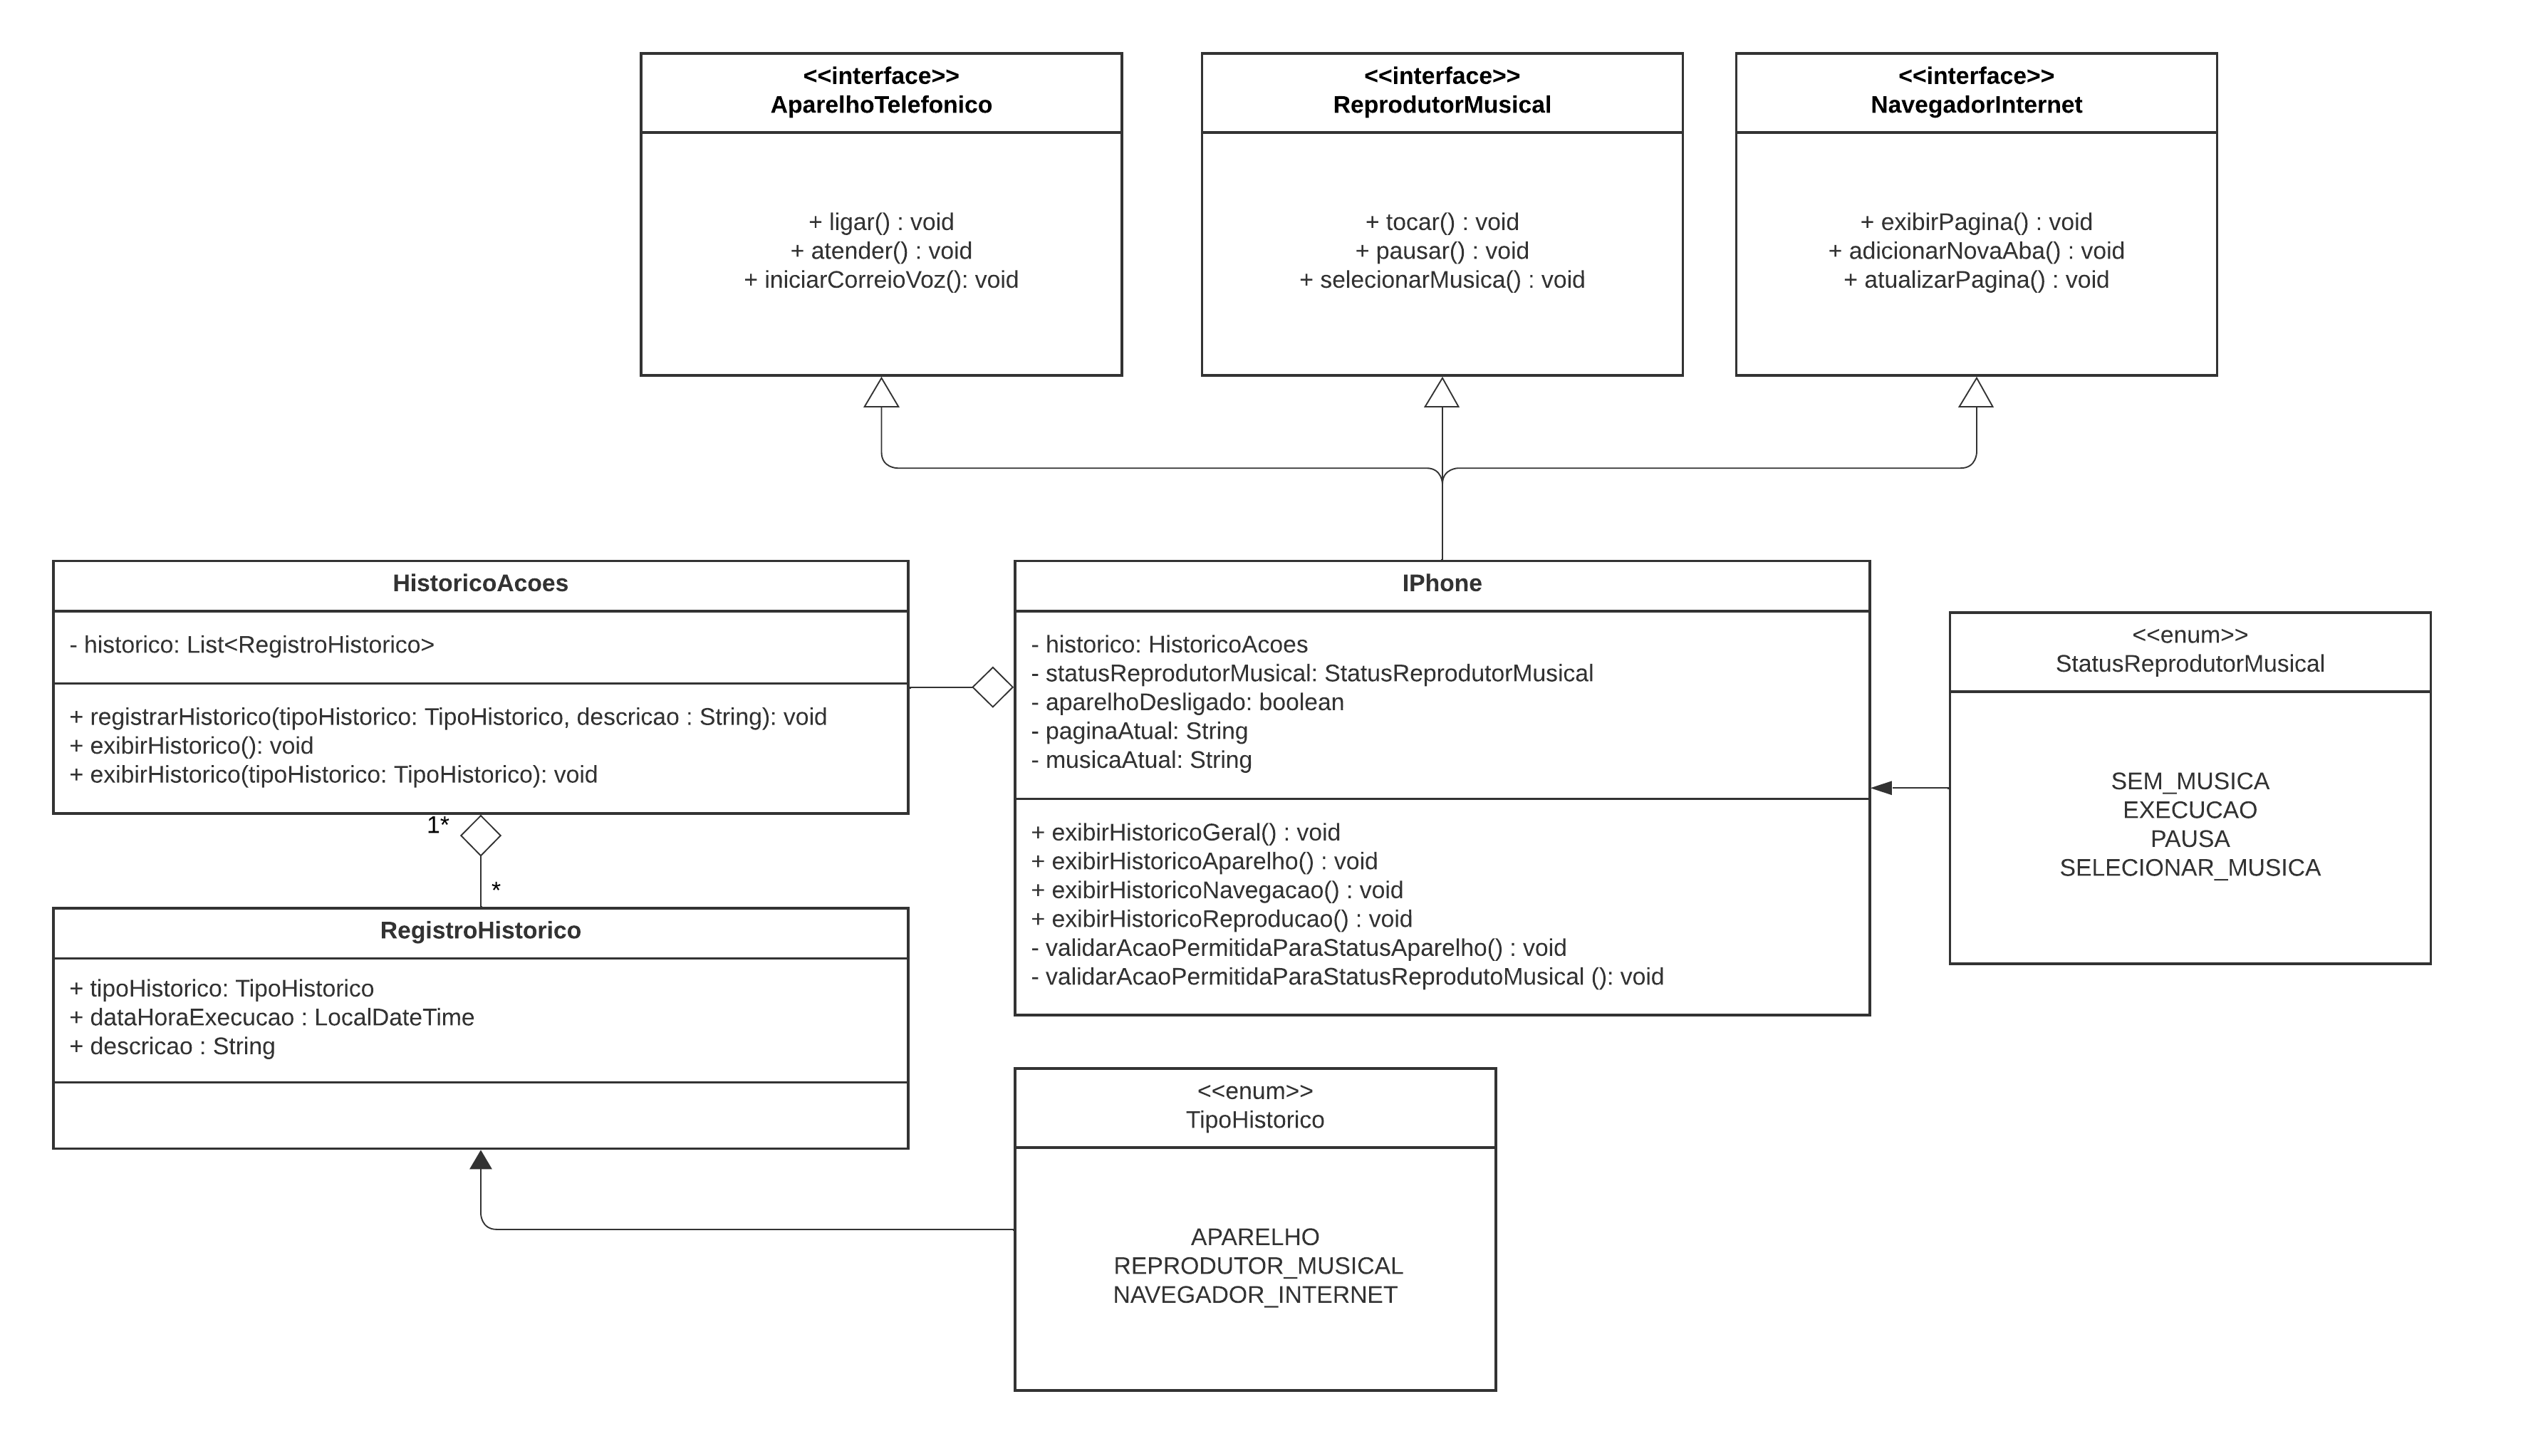 <<interface>>
AparelhoTelefonico
+ ligar() : void
+ atender() : void
+ iniciarCorreioVoz(): void
<<interface>>
ReprodutorMusical
+ tocar() : void
+ pausar() : void
+ selecionarMusica() : void
<<interface>>
NavegadorInternet
+ exibirPagina() : void
+ adicionarNovaAba() : void
+ atualizarPagina() : void
HistoricoAcoes
- historico: List<RegistroHistorico>
+ registrarHistorico(tipoHistorico: TipoHistorico, descricao : String): void
+ exibirHistorico(): void
+ exibirHistorico(tipoHistorico: TipoHistorico): void
1*
*
IPhone
- historico: HistoricoAcoes
- statusReprodutorMusical: StatusReprodutorMusical
- aparelhoDesligado: boolean
- paginaAtual: String
- musicaAtual: String
+ exibirHistoricoGeral() : void
+ exibirHistoricoAparelho() : void
+ exibirHistoricoNavegacao() : void
+ exibirHistoricoReproducao() : void
- validarAcaoPermitidaParaStatusAparelho() : void
- validarAcaoPermitidaParaStatusReprodutoMusical (): void
<<enum>>
StatusReprodutorMusical
SEM_MUSICA
EXECUCAO
PAUSA
SELECIONAR_MUSICA
RegistroHistorico
+ tipoHistorico: TipoHistorico
+ dataHoraExecucao : LocalDateTime
+ descricao : String
<<enum>>
TipoHistorico
APARELHO
REPRODUTOR_MUSICAL
NAVEGADOR_INTERNET